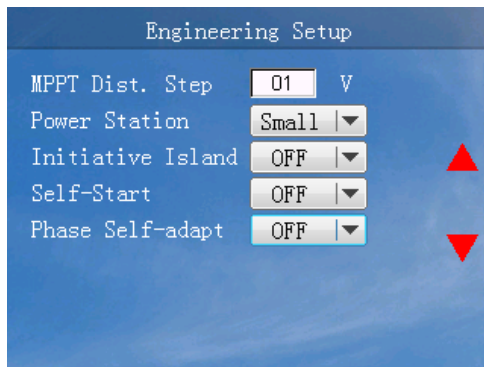 Engineering Setup
MPPT Dist. Step 01 V
Power Station Small
Initiative Island OFF
Self-Start OFF
Phase Self-adapt OFF